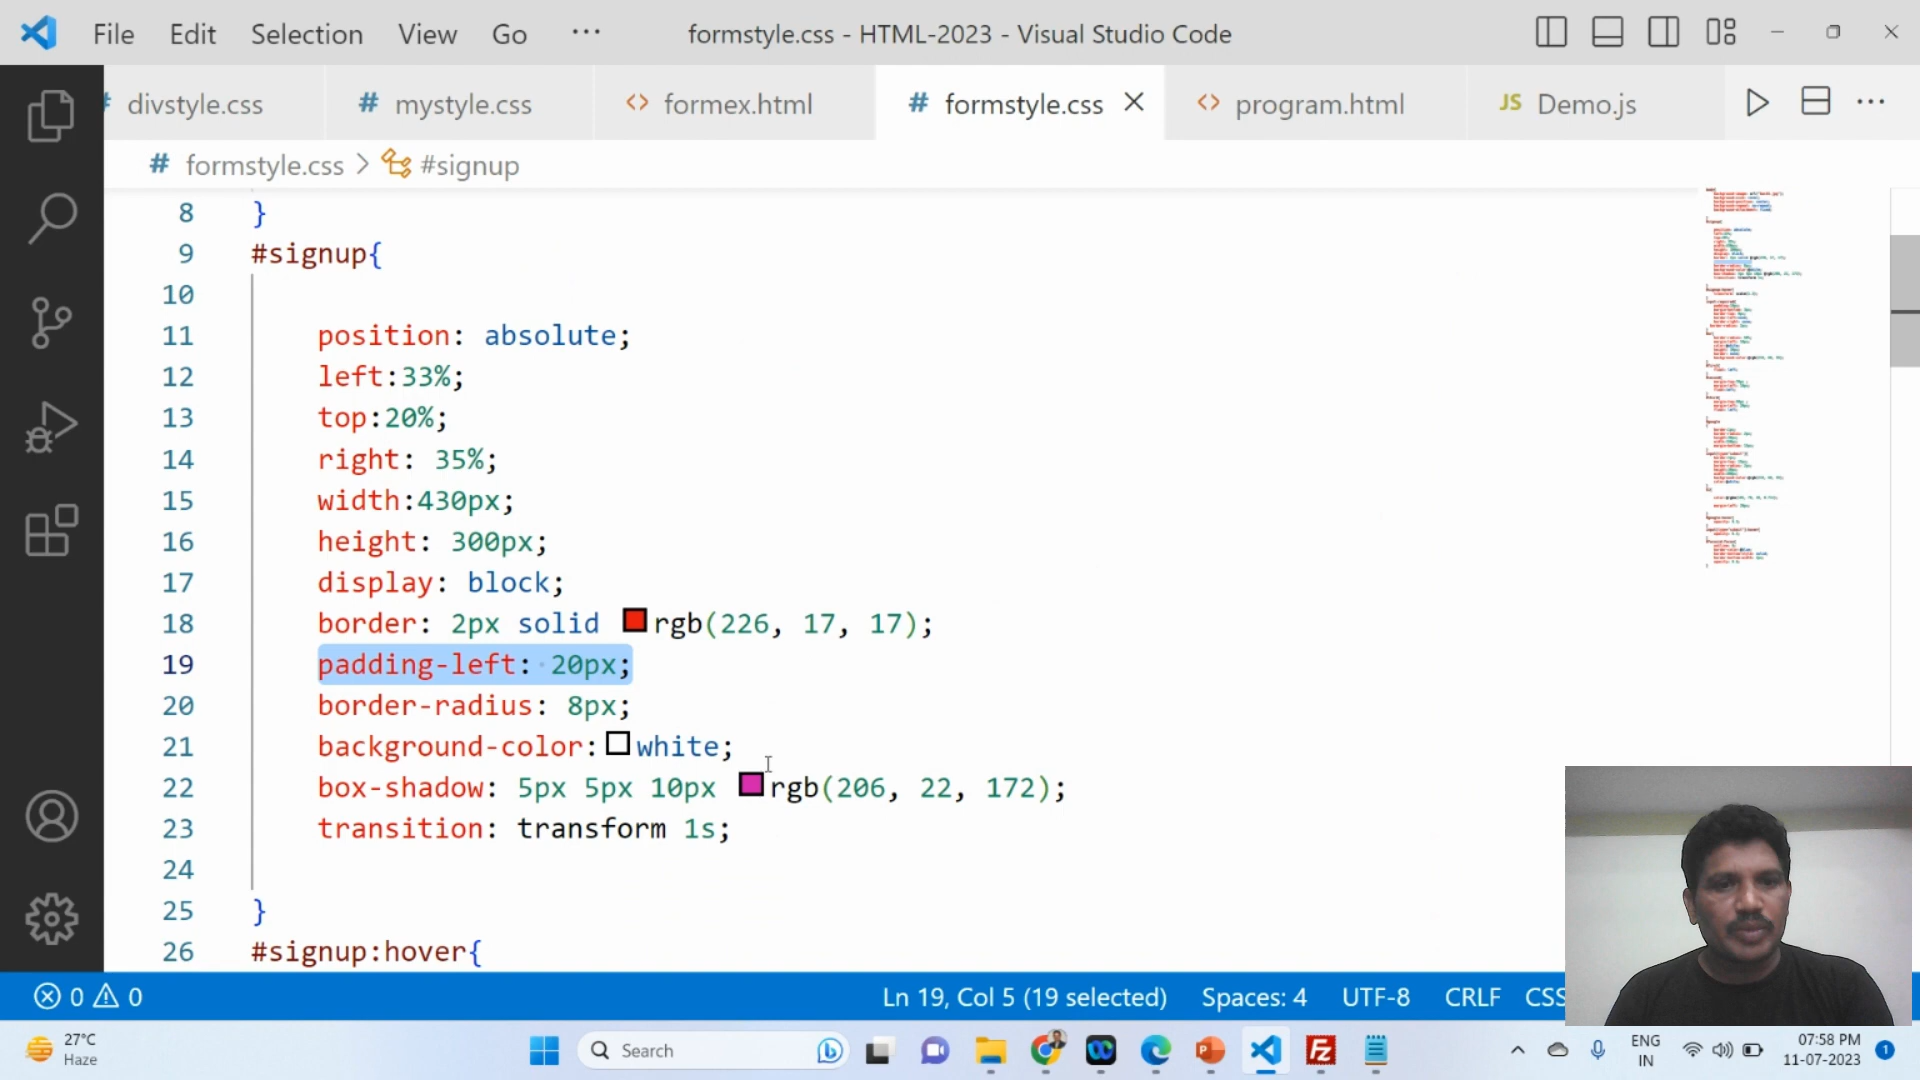 File Edit Selection View Go ··· formstyle.css - HTML-2023 - Visual Studio Code
# divstyle.css # mystyle.css <> formex.html # formstyle.css <> program.html JS Demo.js ···
# formstyle.css > #signup
8 }
9 #signup{
10
11 position: absolute;
12 left:33%;
13 top:20%;
14 right: 35%;
15 width:430px;
16 height: 300px;
17 display: block;
18 border: 2px solid rgb(226, 17, 17);
19 padding-left: 20px;
20 border-radius: 8px;
21 background-color: white;
22 box-shadow: 5px 5px 10px rgb(206, 22, 172);
23 transition: transform 1s;
24
25 }
26 #signup:hover{
0 0 Ln 19, Col 5 (19 selected) Spaces: 4 UTF-8 CRLF CSS
27°C
Haze
Search
ENG
IN
07:58 PM
11-07-2023
1